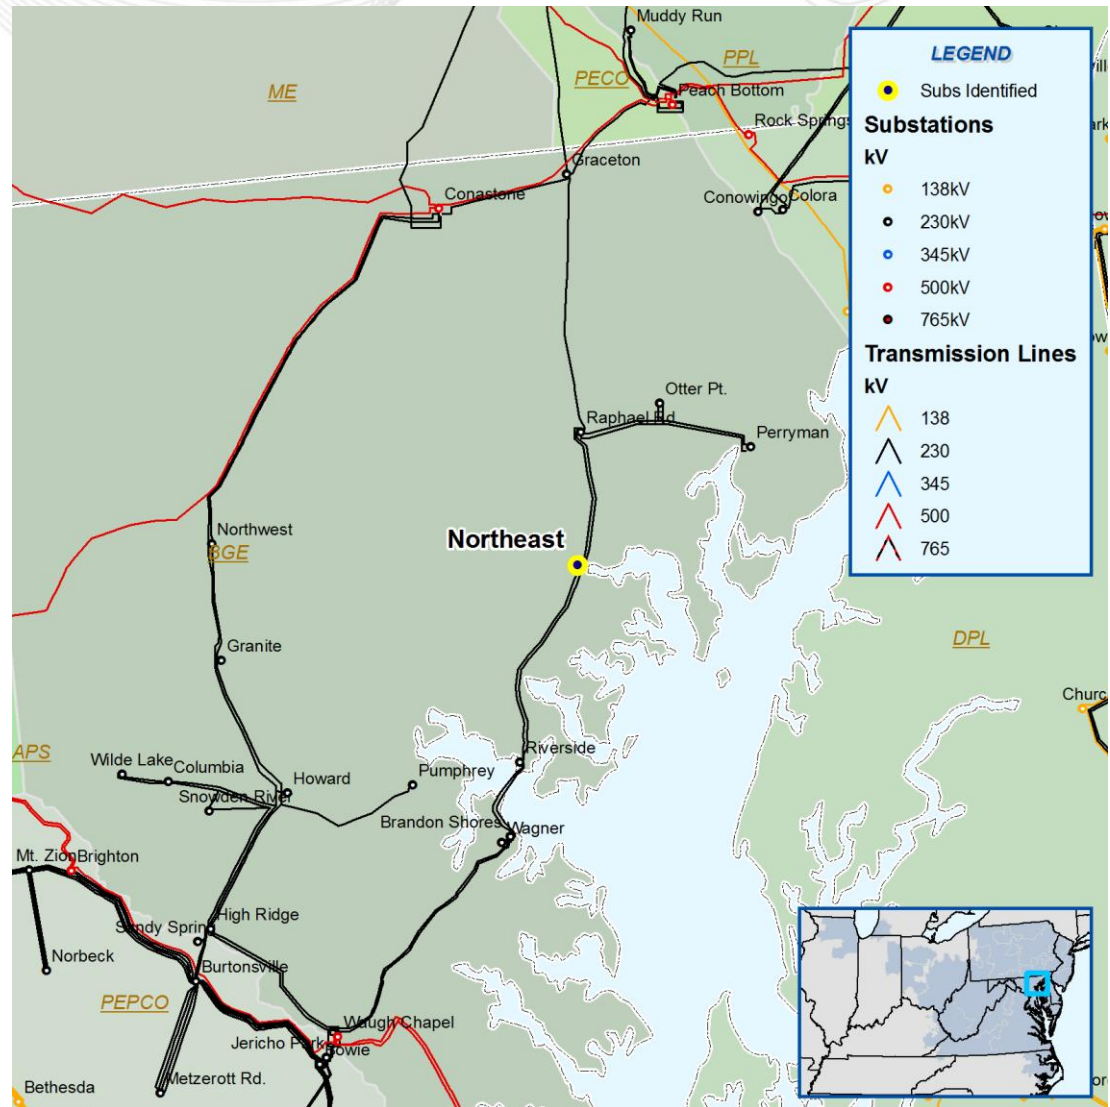 Muddy Run
PPL
ME
PECO
Peach Bottom
Rock Springs
Graceton
Conastone
Conowingo
Colora
LEGEND
Subs Identified
Substations
kV
138kV
230kV
345kV
500kV
765kV
Transmission Lines
kV
138
230
345
500
765
Otter Pt.
Raphael Rd
Perryman
Northwest
BGE
Northeast
Granite
DPL
Churc
APS
Wilde Lake
Columbia
Howard
Pumphrey
Riverside
Snowden River
Brandon Shores
Wagner
Mt. Zion
Brighton
High Ridge
Sandy Spring
Norbeck
Burtonsville
PEPCO
Waugh Chapel
Jericho Park
Bowie
Bethesda
Metzerott Rd.